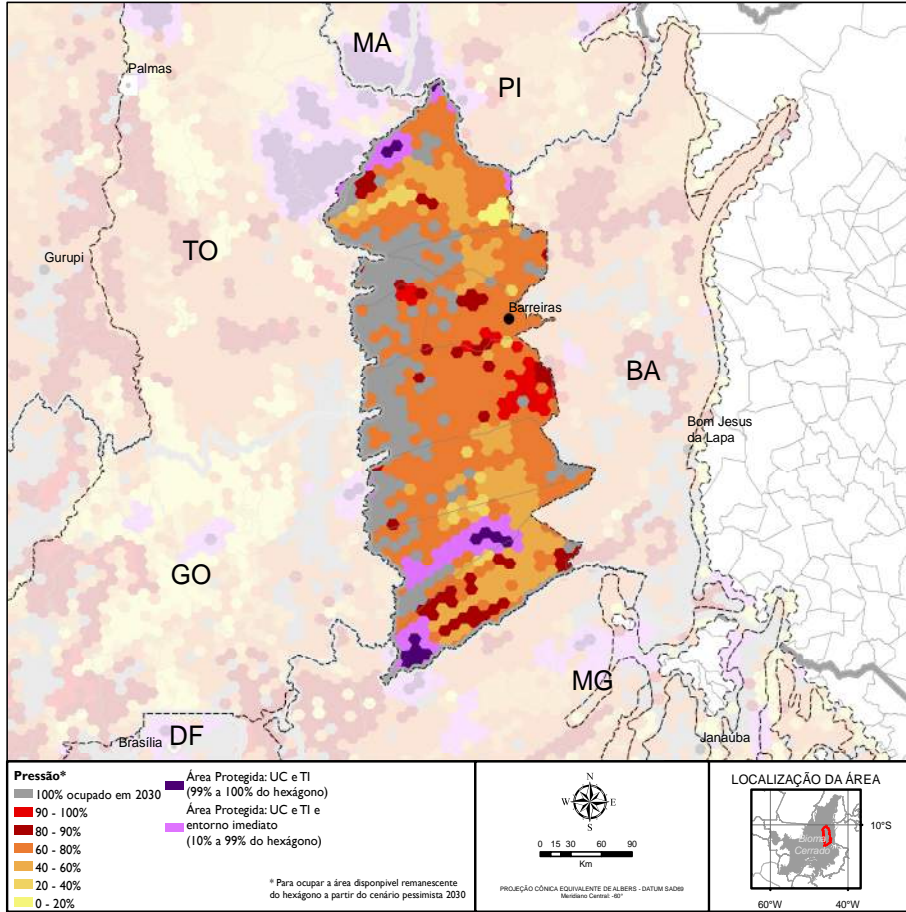 MA
PI
Palmas
TO
Gurupi
Barreiras
BA
Bom Jesus
da Lapa
GO
MG
DF
Brasília
Janaúba
Pressão*
100% ocupado em 2030
90 - 100%
80 - 90%
60 - 80%
40 - 60%
20 - 40%
0 - 20%
Área Protegida: UC e TI
(99% a 100% do hexágono)
Área Protegida: UC e TI e
entorno imediato
(10% a 99% do hexágono)
* Para ocupar a área disponpivel remanescente
do hexágono a partir do cenário pessimista 2030
N
W E
S
0 15 30 60 90
Km
PROJEÇÃO CÔNICA EQUIVALENTE DE ALBERS - DATUM SAD69
Meridiano Central: -60°
LOCALIZAÇÃO DA ÁREA
10°S
Bioma
Cerrado
60°W 40°W